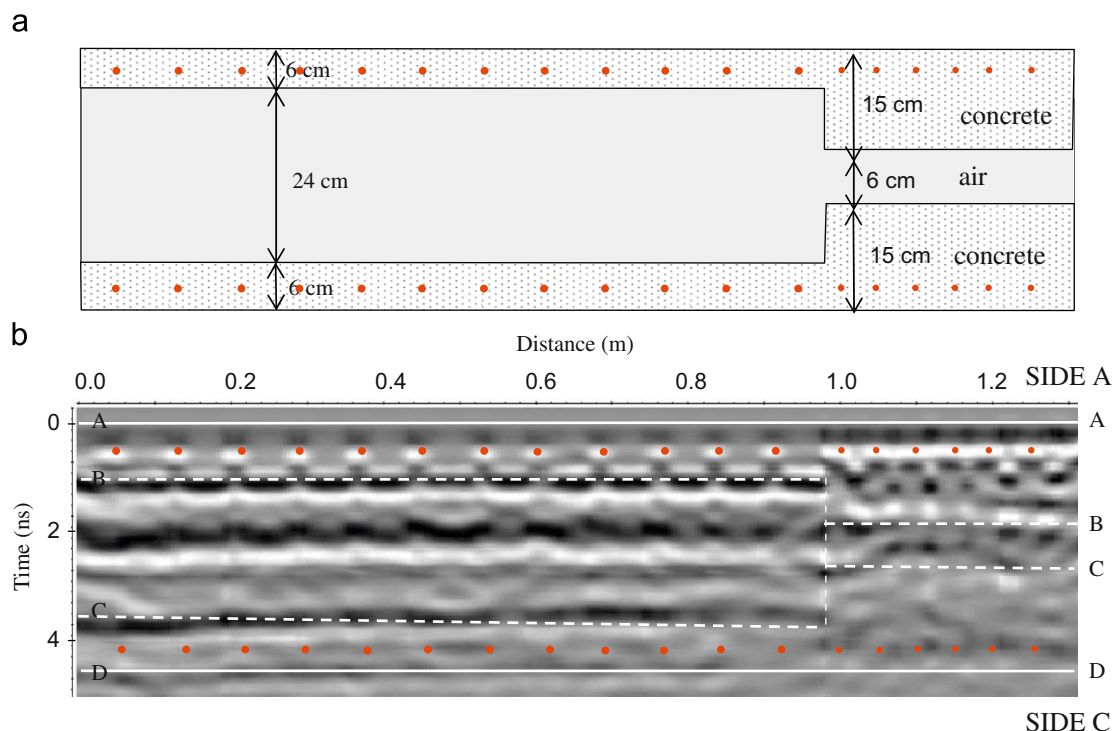 a
6 cm
15 cm
concrete
24 cm
6 cm
air
15 cm
concrete
6 cm
b
Distance (m)
0.0 0.2 0.4 0.6 0.8 1.0 1.2 SIDE A
0 A A
B
2 B
Time (ns)
C
C
4
D D
SIDE C